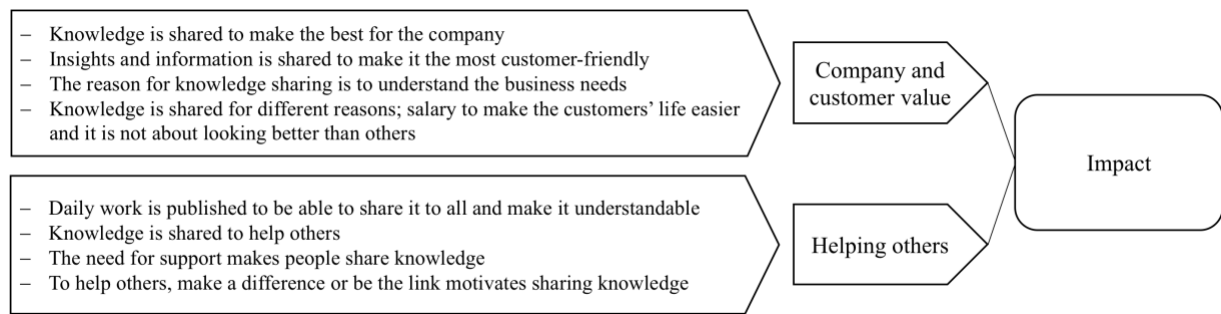 – Knowledge is shared to make the best for the company
– Insights and information is shared to make it the most customer-friendly
– The reason for knowledge sharing is to understand the business needs
– Knowledge is shared for different reasons; salary to make the customers’ life easier
and it is not about looking better than others
Company and
customer value
Impact
– Daily work is published to be able to share it to all and make it understandable
– Knowledge is shared to help others
– The need for support makes people share knowledge
– To help others, make a difference or be the link motivates sharing knowledge
Helping others